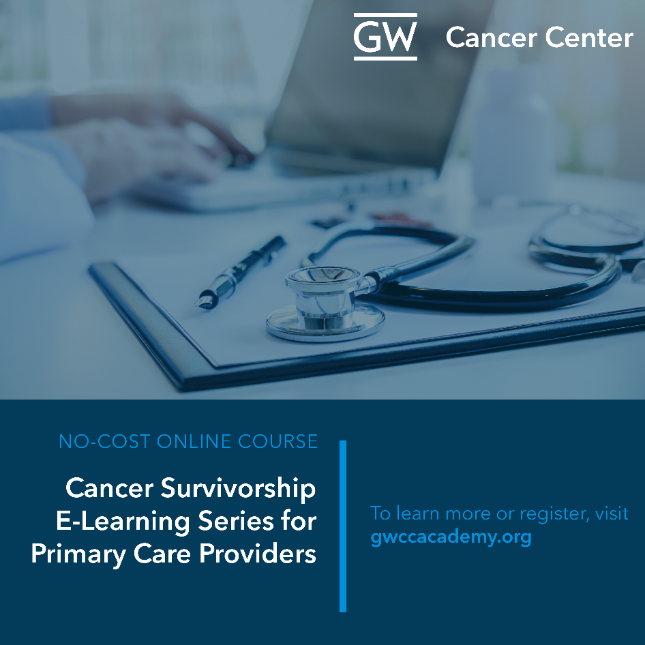 GW Cancer Center
NO-COST ONLINE COURSE
Cancer Survivorship
E-Learning Series for
Primary Care Providers
To learn more or register, visit
gwccacademy.org